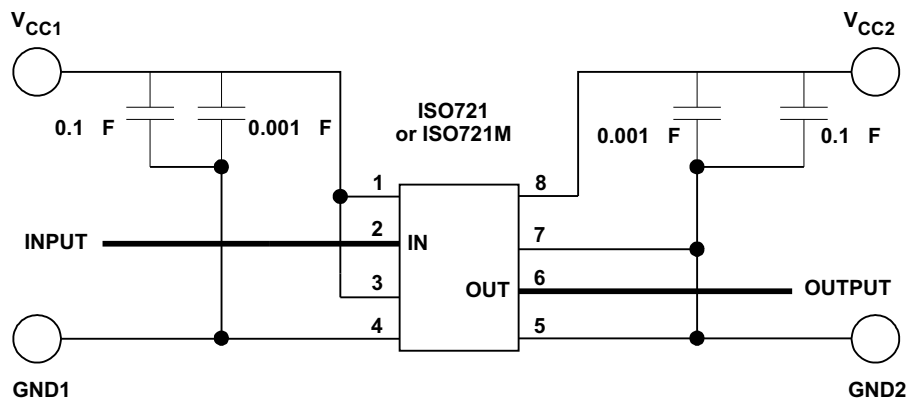 VCC1
VCC2
ISO721
or ISO721M
0.1 F
0.001 F
0.001 F
0.1 F
1
8
INPUT
2
IN
7
3
OUT
6
OUTPUT
4
5
GND1
GND2